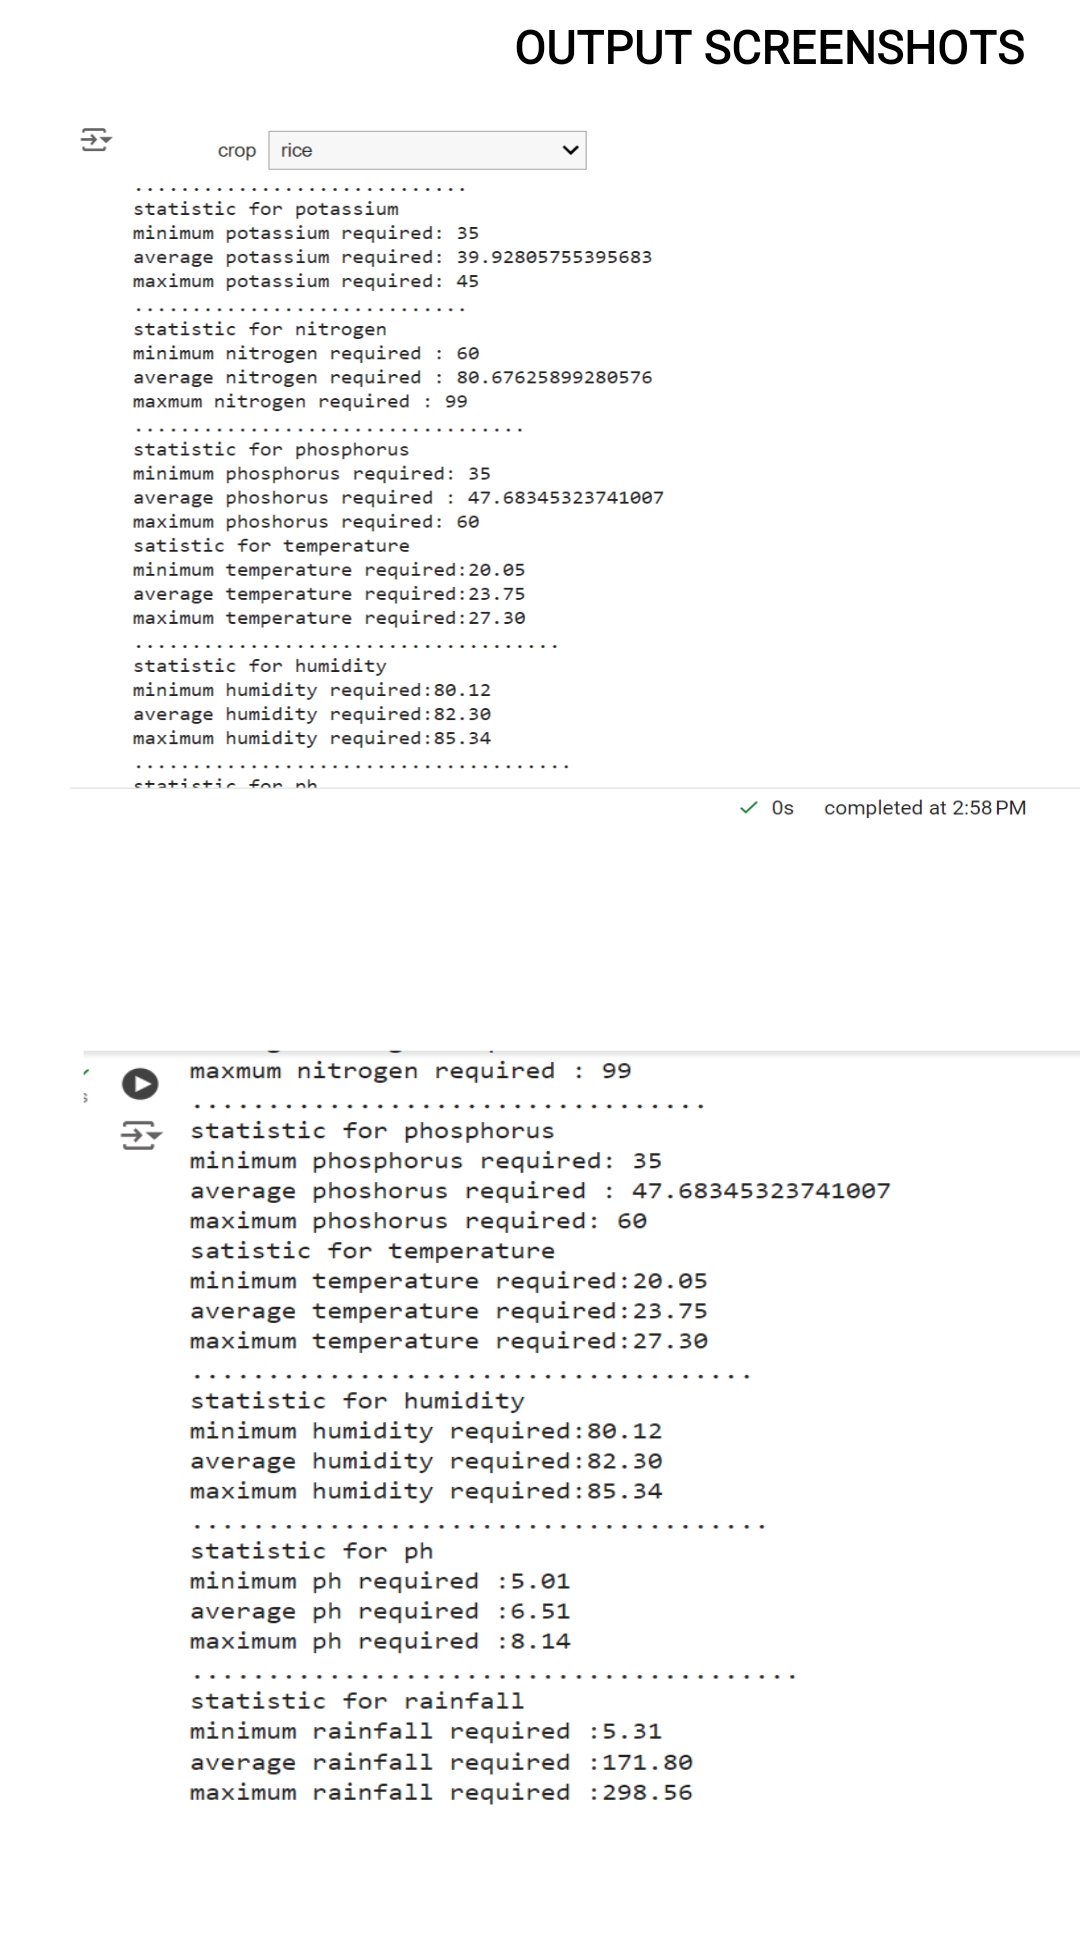 OUTPUT SCREENSHOTS
crop rice
.............................
statistic for potassium
minimum potassium required: 35
average potassium required: 39.92805755395683
maximum potassium required: 45
.............................
statistic for nitrogen
minimum nitrogen required : 60
average nitrogen required : 80.67625899280576
maxmum nitrogen required : 99
..................................
statistic for phosphorus
minimum phosphorus required: 35
average phoshorus required : 47.68345323741007
maximum phoshorus required: 60
satistic for temperature
minimum temperature required:20.05
average temperature required:23.75
maximum temperature required:27.30
.....................................
statistic for humidity
minimum humidity required:80.12
average humidity required:82.30
maximum humidity required:85.34
......................................
statistic for ph
0s completed at 2:58 PM
maxmum nitrogen required : 99
..................................
statistic for phosphorus
minimum phosphorus required: 35
average phoshorus required : 47.68345323741007
maximum phoshorus required: 60
satistic for temperature
minimum temperature required:20.05
average temperature required:23.75
maximum temperature required:27.30
.....................................
statistic for humidity
minimum humidity required:80.12
average humidity required:82.30
maximum humidity required:85.34
......................................
statistic for ph
minimum ph required :5.01
average ph required :6.51
maximum ph required :8.14
........................................
statistic for rainfall
minimum rainfall required :5.31
average rainfall required :171.80
maximum rainfall required :298.56